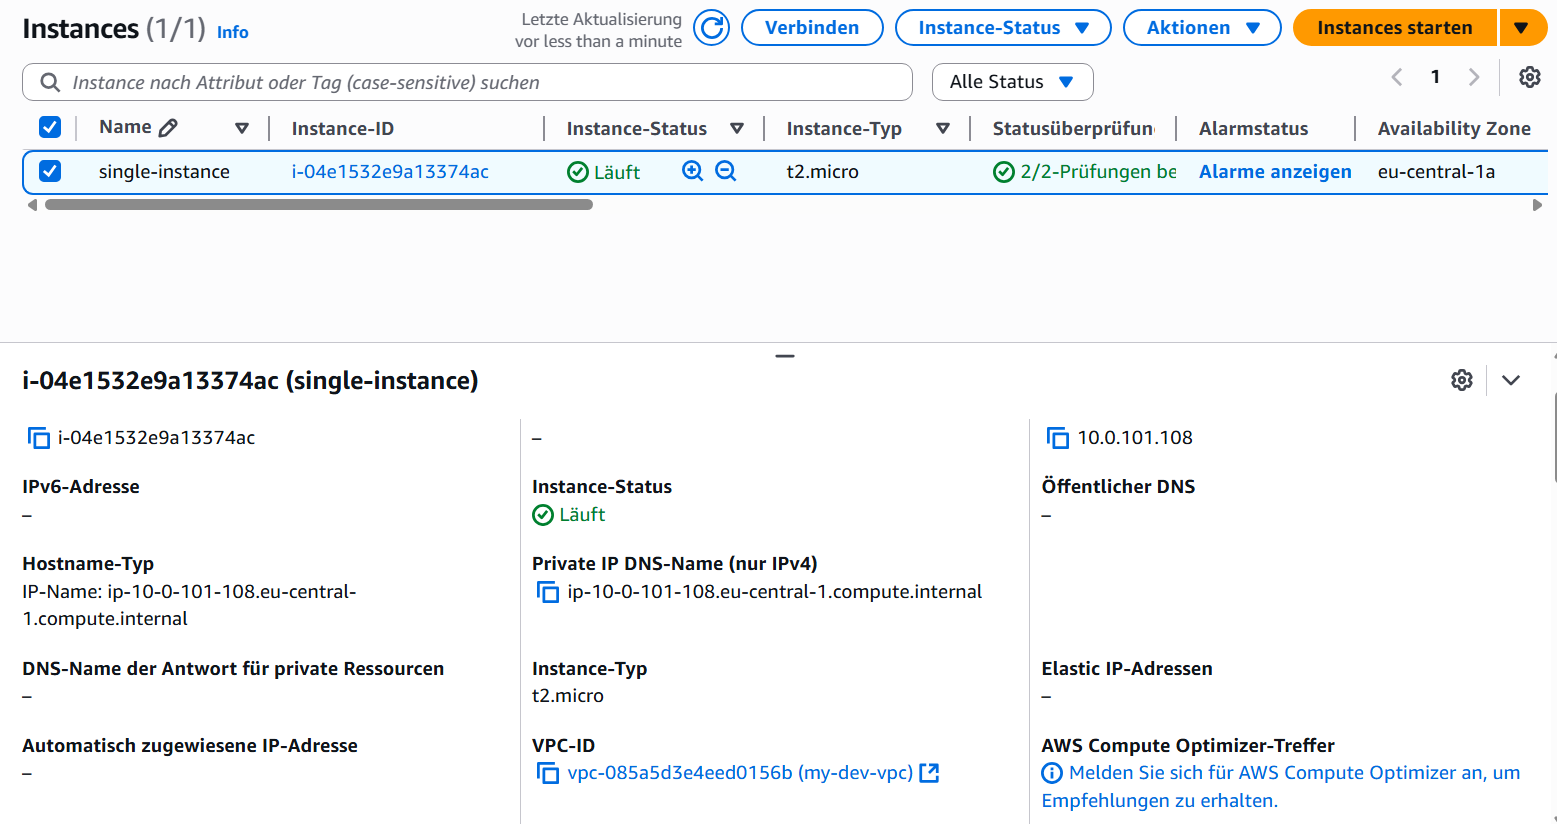 Instances (1/1) Info
Letzte Aktualisierung
vor less than a minute
Verbinden
Instance-Status
Aktionen
Instances starten
Instance nach Attribut oder Tag (case-sensitive) suchen
Alle Status
1
Name Instance-ID Instance-Status Instance-Typ Statusüberprüfun Alarmstatus Availability Zone
single-instance i-04e1532e9a13374ac Läuft t2.micro 2/2-Prüfungen be Alarme anzeigen eu-central-1a
i-04e1532e9a13374ac (single-instance)
i-04e1532e9a13374ac
–
10.0.101.108
IPv6-Adresse
–
Instance-Status
Läuft
Öffentlicher DNS
–
Hostname-Typ
IP-Name: ip-10-0-101-108.eu-central-
1.compute.internal
Private IP DNS-Name (nur IPv4)
ip-10-0-101-108.eu-central-1.compute.internal
DNS-Name der Antwort für private Ressourcen
–
Instance-Typ
t2.micro
Elastic IP-Adressen
–
Automatisch zugewiesene IP-Adresse
–
VPC-ID
vpc-085a5d3e4eed0156b (my-dev-vpc)
AWS Compute Optimizer-Treffer
Melden Sie sich für AWS Compute Optimizer an, um
Empfehlungen zu erhalten.